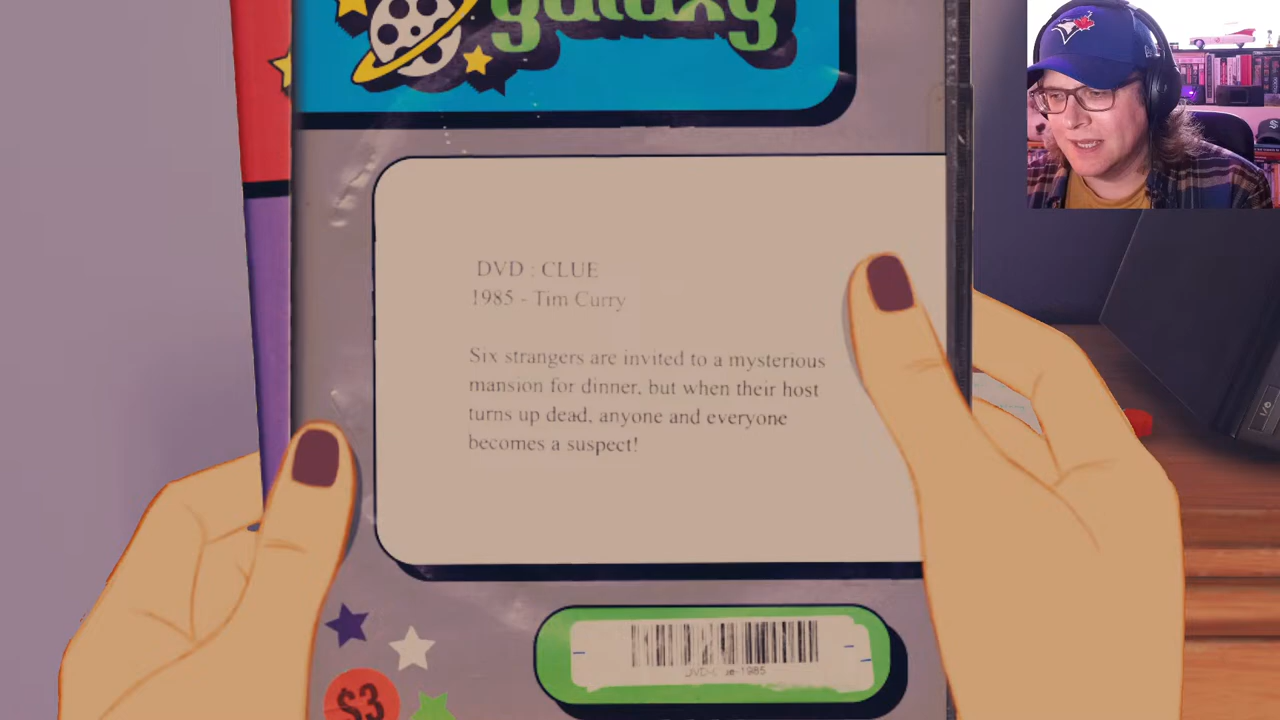 galaxy
DVD : CLUE
1985 - Tim Curry
Six strangers are invited to a mysterious
mansion for dinner, but when their host
turns up dead, anyone and everyone
becomes a suspect!
$3